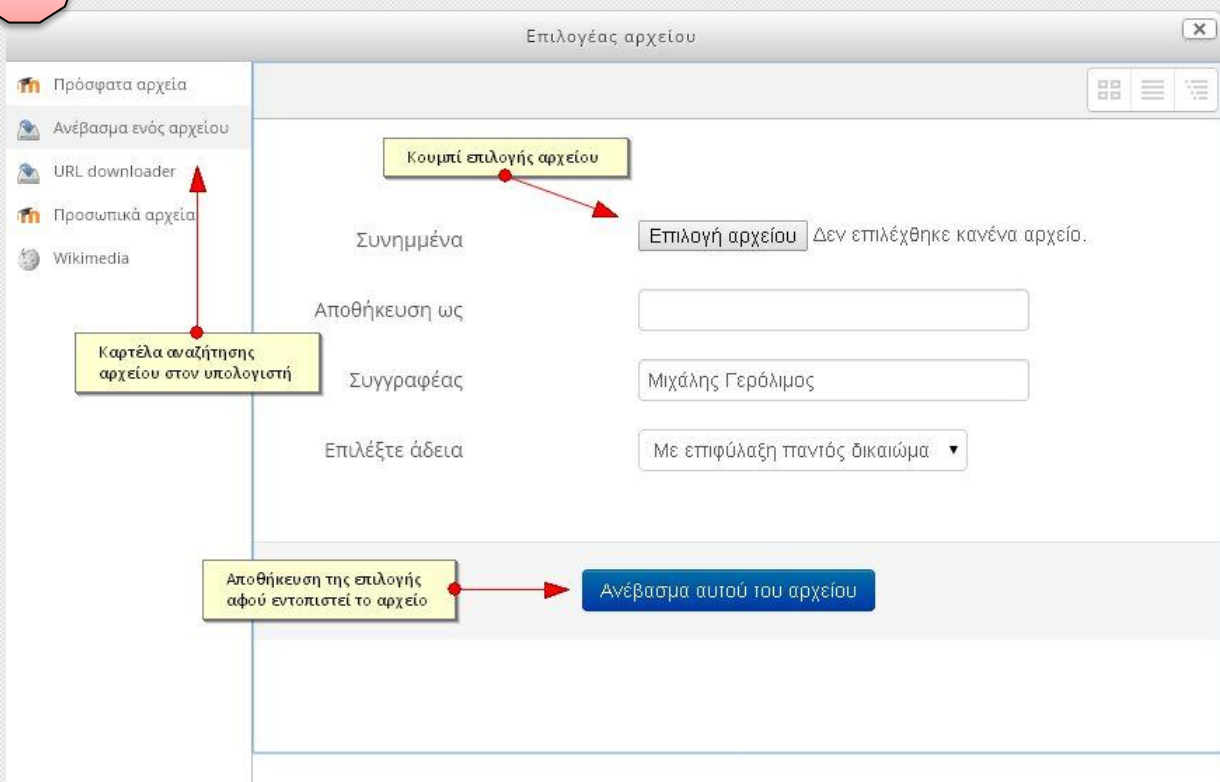 Επιλογέας αρχείου
Πρόσφατα αρχεία
Ανέβασμα ενός αρχείου
URL downloader
Προσωπικά αρχεία
Wikimedia
Κουμπί επιλογής αρχείου
Καρτέλα αναζήτησης
αρχείου στον υπολογιστή
Συνημμένα
Επιλογή αρχείου Δεν επιλέχθηκε κανένα αρχείο.
Αποθήκευση ως
Συγγραφέας
Μιχάλης Γερόλιμος
Επιλέξτε άδεια
Με επιφύλαξη παντός δικαιώμα
Αποθήκευση της επιλογής
αφού εντοπιστεί το αρχείο
Ανέβασμα αυτού του αρχείου